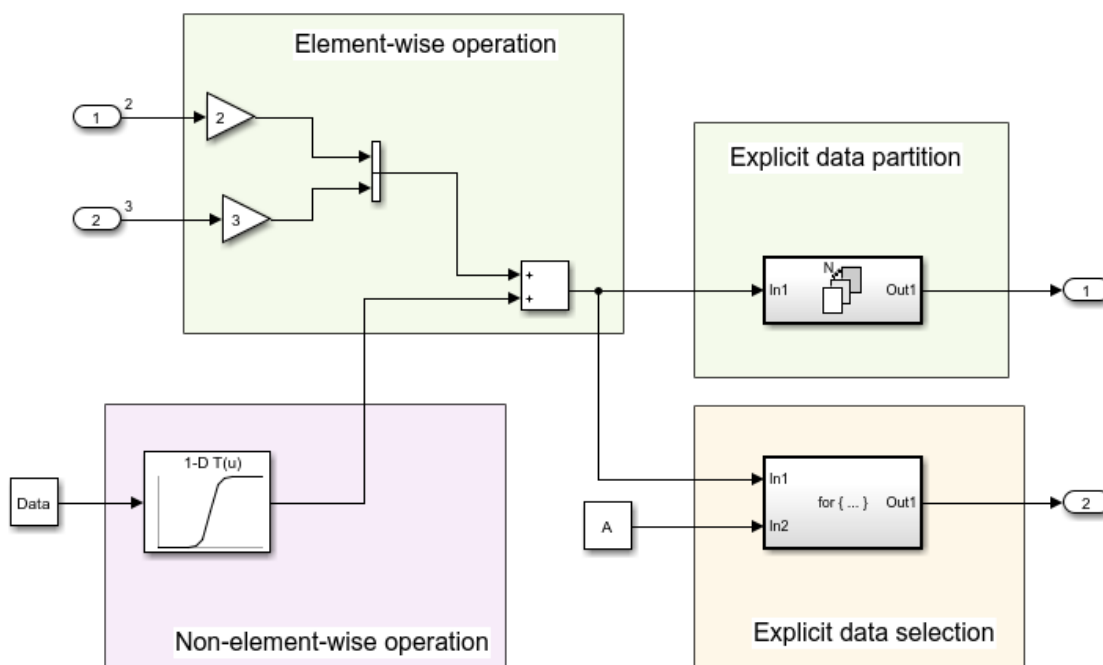 Element-wise operation
1
2
2
2
3
3
+
+
Explicit data partition
In1
N
Out1
1
Data
1-D T(u)
Non-element-wise operation
A
In1
In2
for { ... }
Out1
2
Explicit data selection